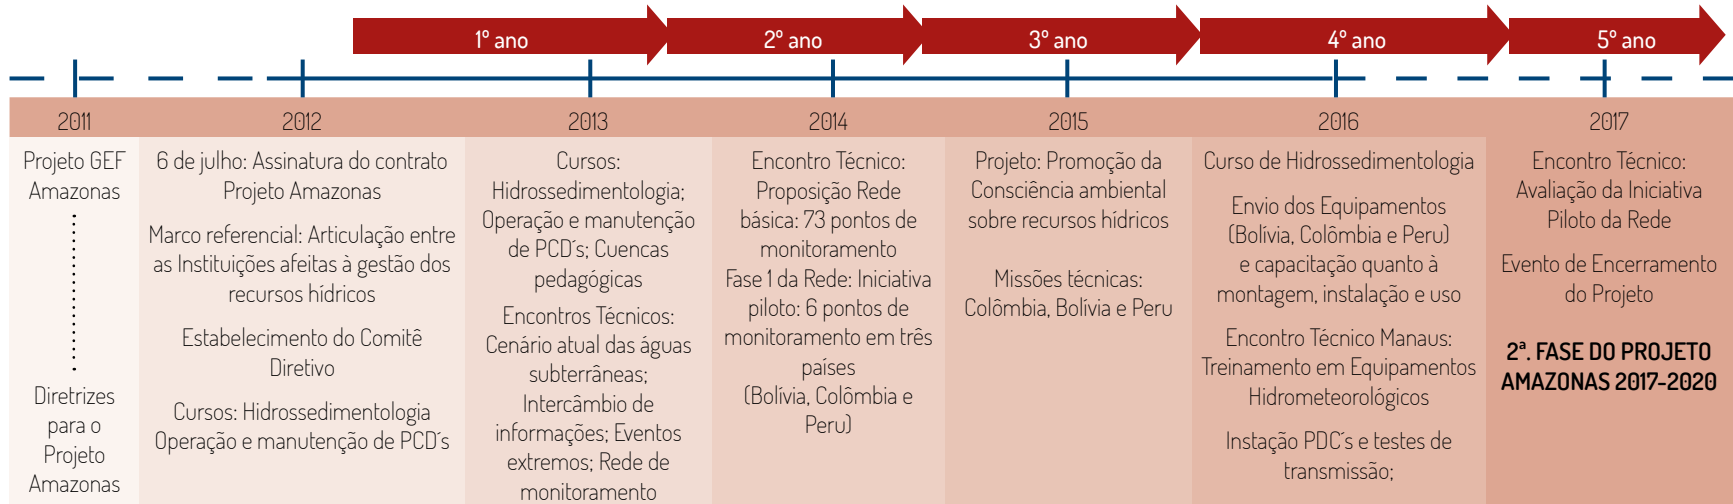 1º ano
2º ano
3º ano
4º ano
5º ano
2011
2012
2013
2014
2015
2016
2017
Projeto GEF
Amazonas
Diretrizes
para o
Projeto
Amazonas
6 de julho: Assinatura do contrato
Projeto Amazonas
Marco referencial: Articulação entre
as Instituições afeitas à gestão dos
recursos hídricos
Estabelecimento do Comitê
Diretivo
Cursos: Hidrossedimentologia
Operação e manutenção de PCD´s
Cursos:
Hidrossedimentologia;
Operação e manutenção
de PCD´s; Cuencas
pedagógicas
Encontros Técnicos:
Cenário atual das águas
subterrâneas;
Intercâmbio de
informações; Eventos
extremos; Rede de
monitoramento
Encontro Técnico:
Proposição Rede
básica: 73 pontos de
monitoramento
Fase 1 da Rede: Iniciativa
piloto: 6 pontos de
monitoramento em três
países
(Bolívia, Colômbia e
Peru)
Projeto: Promoção da
Consciência ambiental
sobre recursos hídricos
Missões técnicas:
Colômbia, Bolívia e Peru
Curso de Hidrossedimentologia
Envio dos Equipamentos
(Bolívia, Colômbia e Peru)
e capacitação quanto à
montagem, instalação e uso
Encontro Técnico Manaus:
Treinamento em Equipamentos
Hidrometeorológicos
Instação PDC´s e testes de
transmissão;
Encontro Técnico:
Avaliação da Iniciativa
Piloto da Rede
Evento de Encerramento
do Projeto
2ª. FASE DO PROJETO
AMAZONAS 2017-2020